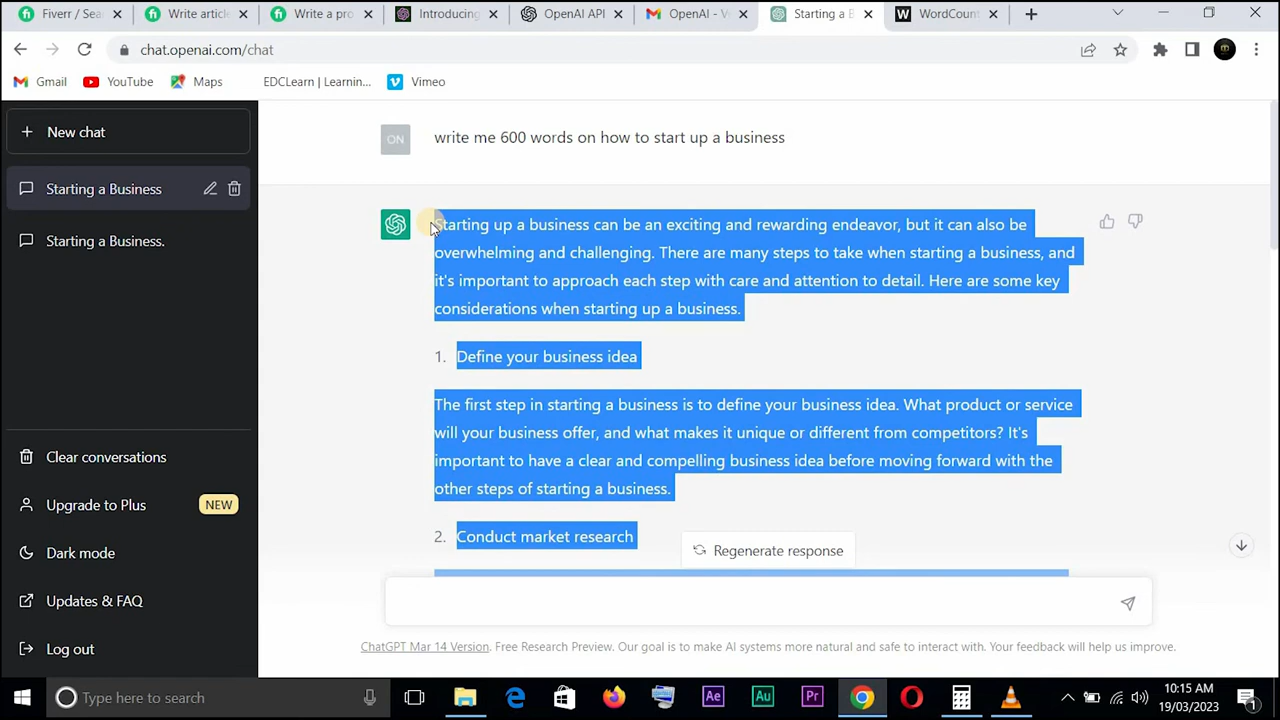 Fiverr / Sea
Write article
Write a pro
Introducing
OpenAI API
OpenAI - V
Starting a B
WordCount
chat.openai.com/chat
Gmail
YouTube
Maps
EDCLearn | Learnin...
Vimeo
New chat
Starting a Business
Starting a Business.
Clear conversations
Upgrade to Plus
NEW
Dark mode
Updates & FAQ
Log out
ON
write me 600 words on how to start up a business
Starting up a business can be an exciting and rewarding endeavor, but it can also be
overwhelming and challenging. There are many steps to take when starting a business, and
it's important to approach each step with care and attention to detail. Here are some key
considerations when starting up a business.
1. Define your business idea
The first step in starting a business is to define your business idea. What product or service
will your business offer, and what makes it unique or different from competitors? It's
important to have a clear and compelling business idea before moving forward with the
other steps of starting a business.
2. Conduct market research
Regenerate response
ChatGPT Mar 14 Version. Free Research Preview. Our goal is to make AI systems more natural and safe to interact with. Your feedback will help us improve.
Type here to search
Ae
Au
Pr
10:15 AM
19/03/2023
1